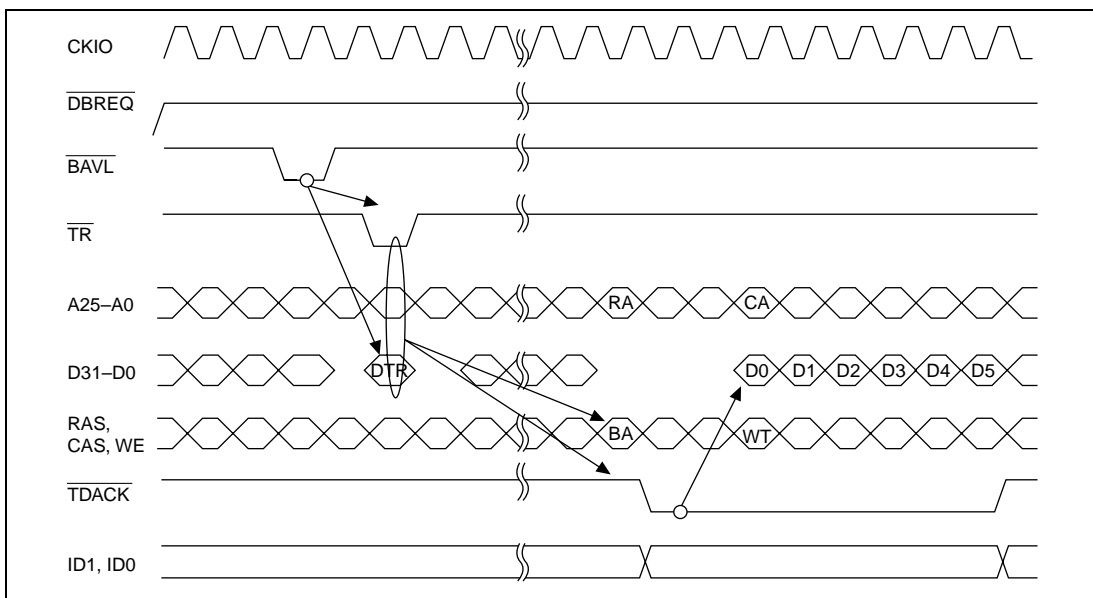 CKIO
DBREQ
BAVL
TR
A25–A0 RA CA
D31–D0 DTR D0 D1 D2 D3 D4 D5
RAS,
CAS, WE BA WT
TDACK
ID1, ID0